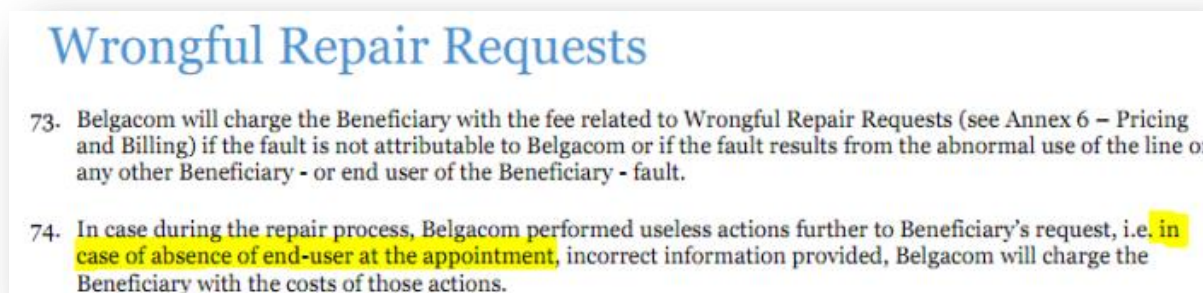 Wrongful Repair Requests
73. Belgacom will charge the Beneficiary with the fee related to Wrongful Repair Requests (see Annex 6 – Pricing
and Billing) if the fault is not attributable to Belgacom or if the fault results from the abnormal use of the line or
any other Beneficiary - or end user of the Beneficiary - fault.
74. In case during the repair process, Belgacom performed useless actions further to Beneficiary's request, i.e. in
case of absence of end-user at the appointment, incorrect information provided, Belgacom will charge the
Beneficiary with the costs of those actions.